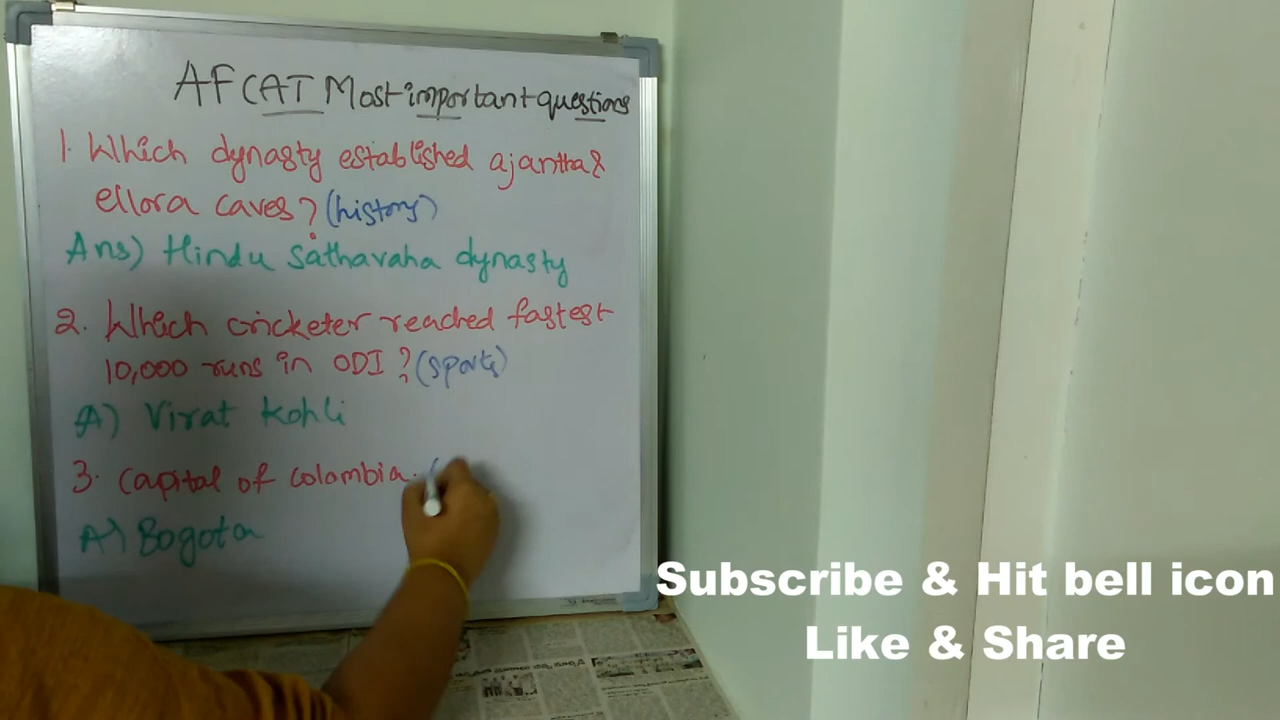 AFCAT Most important questions
1. Which dynasty established ajantha &
ellora caves? (history)
Ans) Hindu Sathavaha dynasty
2. Which cricketer reached fastest
10,000 runs in ODI? (sports)
A) Virat Kohli
3. Capital of colombia. (
A) Bogota
Subscribe & Hit bell icon
Like & Share